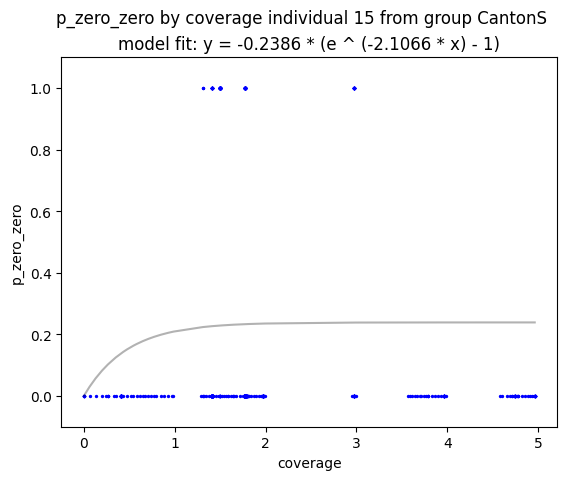 p_zero_zero by coverage individual 15 from group CantonS
model fit: y = -0.2386 * (e ^ (-2.1066 * x) - 1)
1.0
0.8
0.6
0.4
0.2
0.0
p_zero_zero
0 1 2 3 4 5
coverage